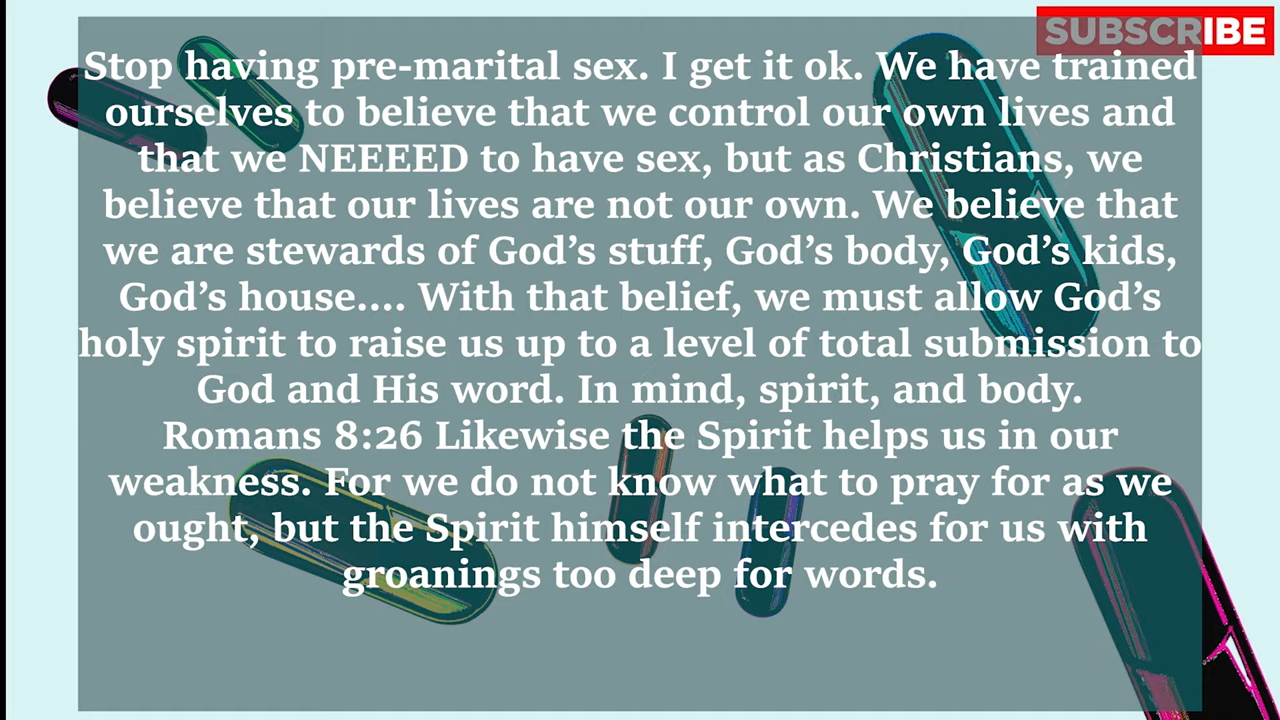 SUBSCRIBE
Stop having pre-marital sex. I get it ok. We have trained
ourselves to believe that we control our own lives and
that we NEEEED to have sex, but as Christians, we
believe that our lives are not our own. We believe that
we are stewards of God’s stuff, God’s body, God’s kids,
God’s house.... With that belief, we must allow God’s
holy spirit to raise us up to a level of total submission to
God and His word. In mind, spirit, and body.
Romans 8:26 Likewise the Spirit helps us in our
weakness. For we do not know what to pray for as we
ought, but the Spirit himself intercedes for us with
groanings too deep for words.